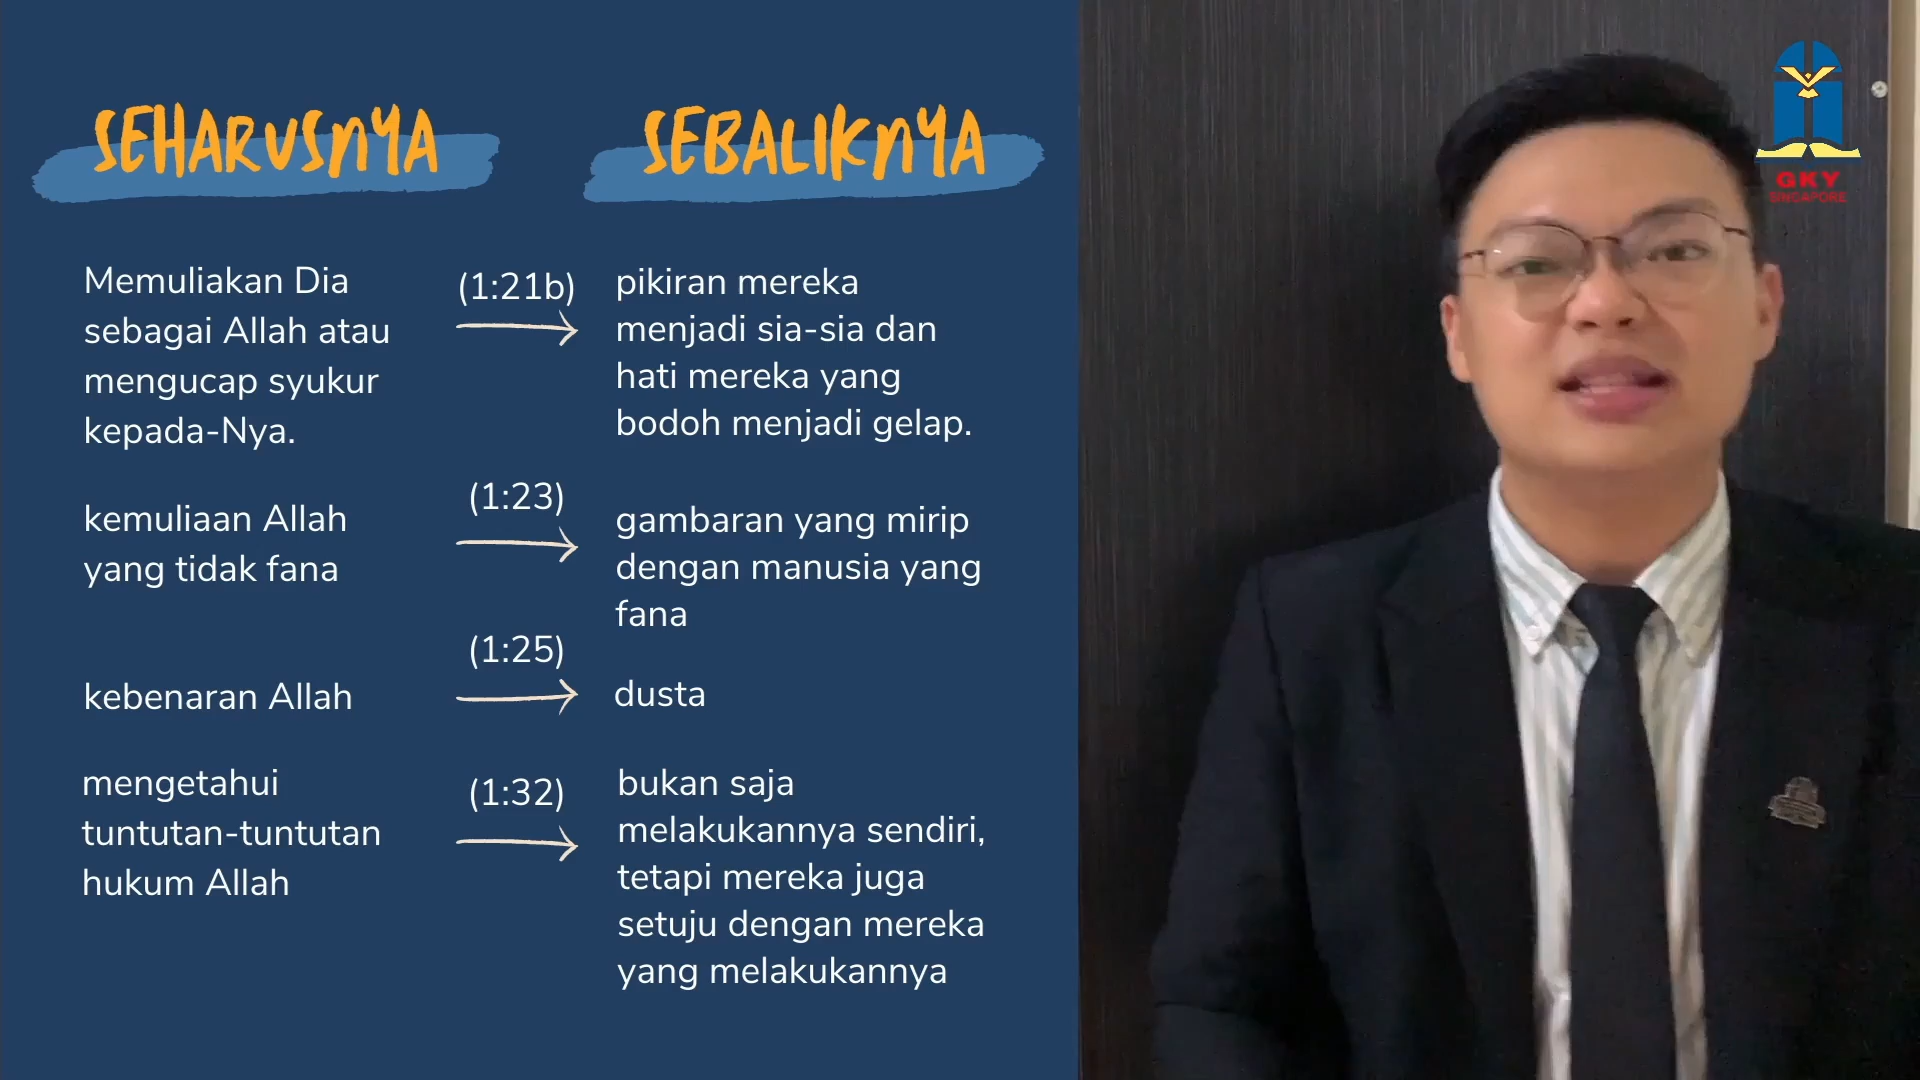 SEHARUSNYA
SEBALIKNYA
Memuliakan Dia
sebagai Allah atau
mengucap syukur
kepada-Nya.
(1:21b)
pikiran mereka
menjadi sia-sia dan
hati mereka yang
bodoh menjadi gelap.
kemuliaan Allah
yang tidak fana
(1:23)
gambaran yang mirip
dengan manusia yang
fana
kebenaran Allah
(1:25)
dusta
mengetahui
tuntutan-tuntutan
hukum Allah
(1:32)
bukan saja
melakukannya sendiri,
tetapi mereka juga
setuju dengan mereka
yang melakukannya
GKY
SINGAPORE